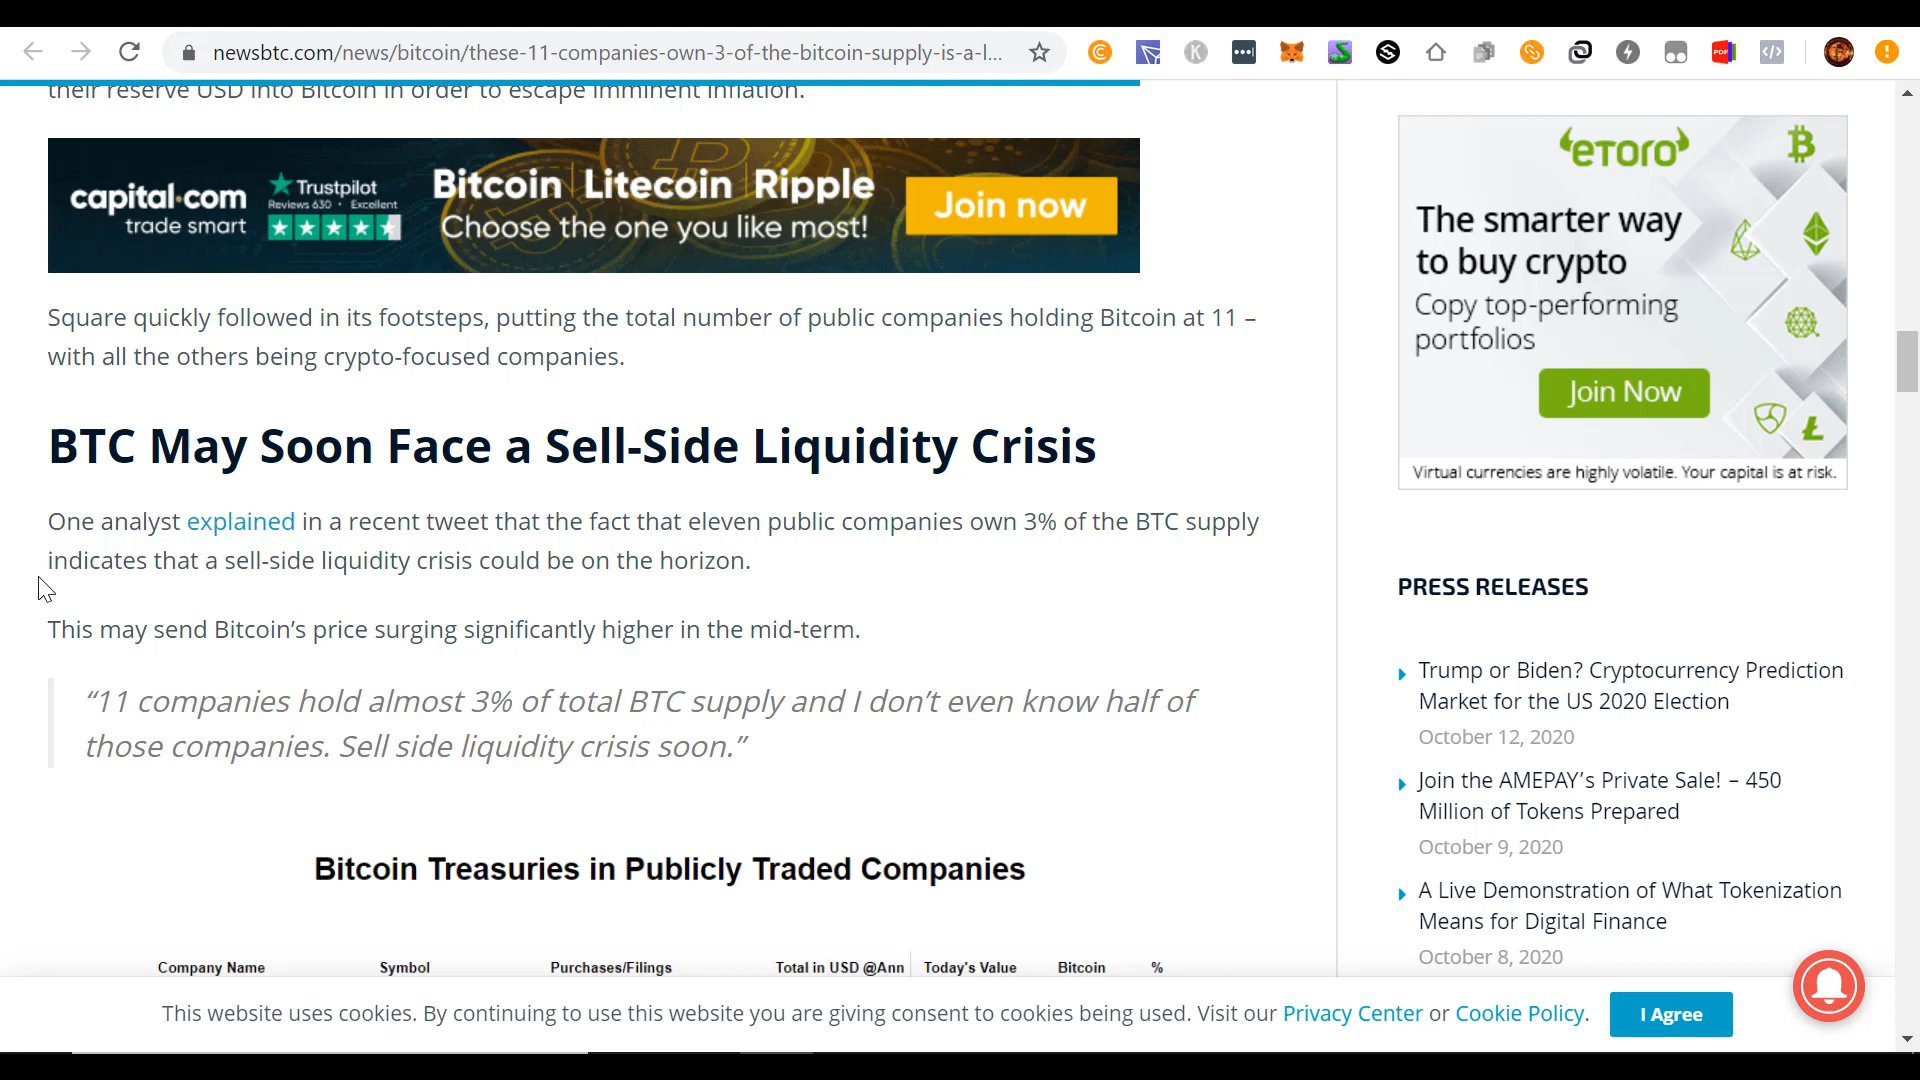 newsbtc.com/news/bitcoin/these-11-companies-own-3-of-the-bitcoin-supply-is-a-l...
PDF
their reserve USD into Bitcoin in order to escape imminent inflation.
capital.com
trade smart
Trustpilot
Reviews 630 • Excellent
Bitcoin Litecoin Ripple
Choose the one you like most!
Join now
Square quickly followed in its footsteps, putting the total number of public companies holding Bitcoin at 11 –
with all the others being crypto-focused companies.
BTC May Soon Face a Sell-Side Liquidity Crisis
One analyst explained in a recent tweet that the fact that eleven public companies own 3% of the BTC supply
indicates that a sell-side liquidity crisis could be on the horizon.
This may send Bitcoin’s price surging significantly higher in the mid-term.
“11 companies hold almost 3% of total BTC supply and I don’t even know half of
those companies. Sell side liquidity crisis soon.”
Bitcoin Treasuries in Publicly Traded Companies
Company Name Symbol Purchases/Filings Total in USD @Ann Today's Value Bitcoin %
eToro
The smarter way
to buy crypto
Copy top-performing
portfolios
Join Now
Virtual currencies are highly volatile. Your capital is at risk.
PRESS RELEASES
Trump or Biden? Cryptocurrency Prediction
Market for the US 2020 Election
October 12, 2020
Join the AMEPAY’s Private Sale! – 450
Million of Tokens Prepared
October 9, 2020
A Live Demonstration of What Tokenization
Means for Digital Finance
October 8, 2020
This website uses cookies. By continuing to use this website you are giving consent to cookies being used. Visit our Privacy Center or Cookie Policy.
I Agree